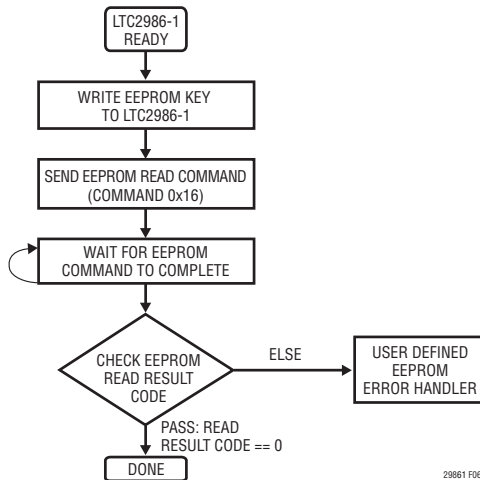 LTC2986-1
READY
WRITE EEPROM KEY
TO LTC2986-1
SEND EEPROM READ COMMAND
(COMMAND 0x16)
WAIT FOR EEPROM
COMMAND TO COMPLETE
CHECK EEPROM
READ RESULT
CODE
ELSE
USER DEFINED
EEPROM
ERROR HANDLER
PASS: READ
RESULT CODE == 0
DONE
29861 F06